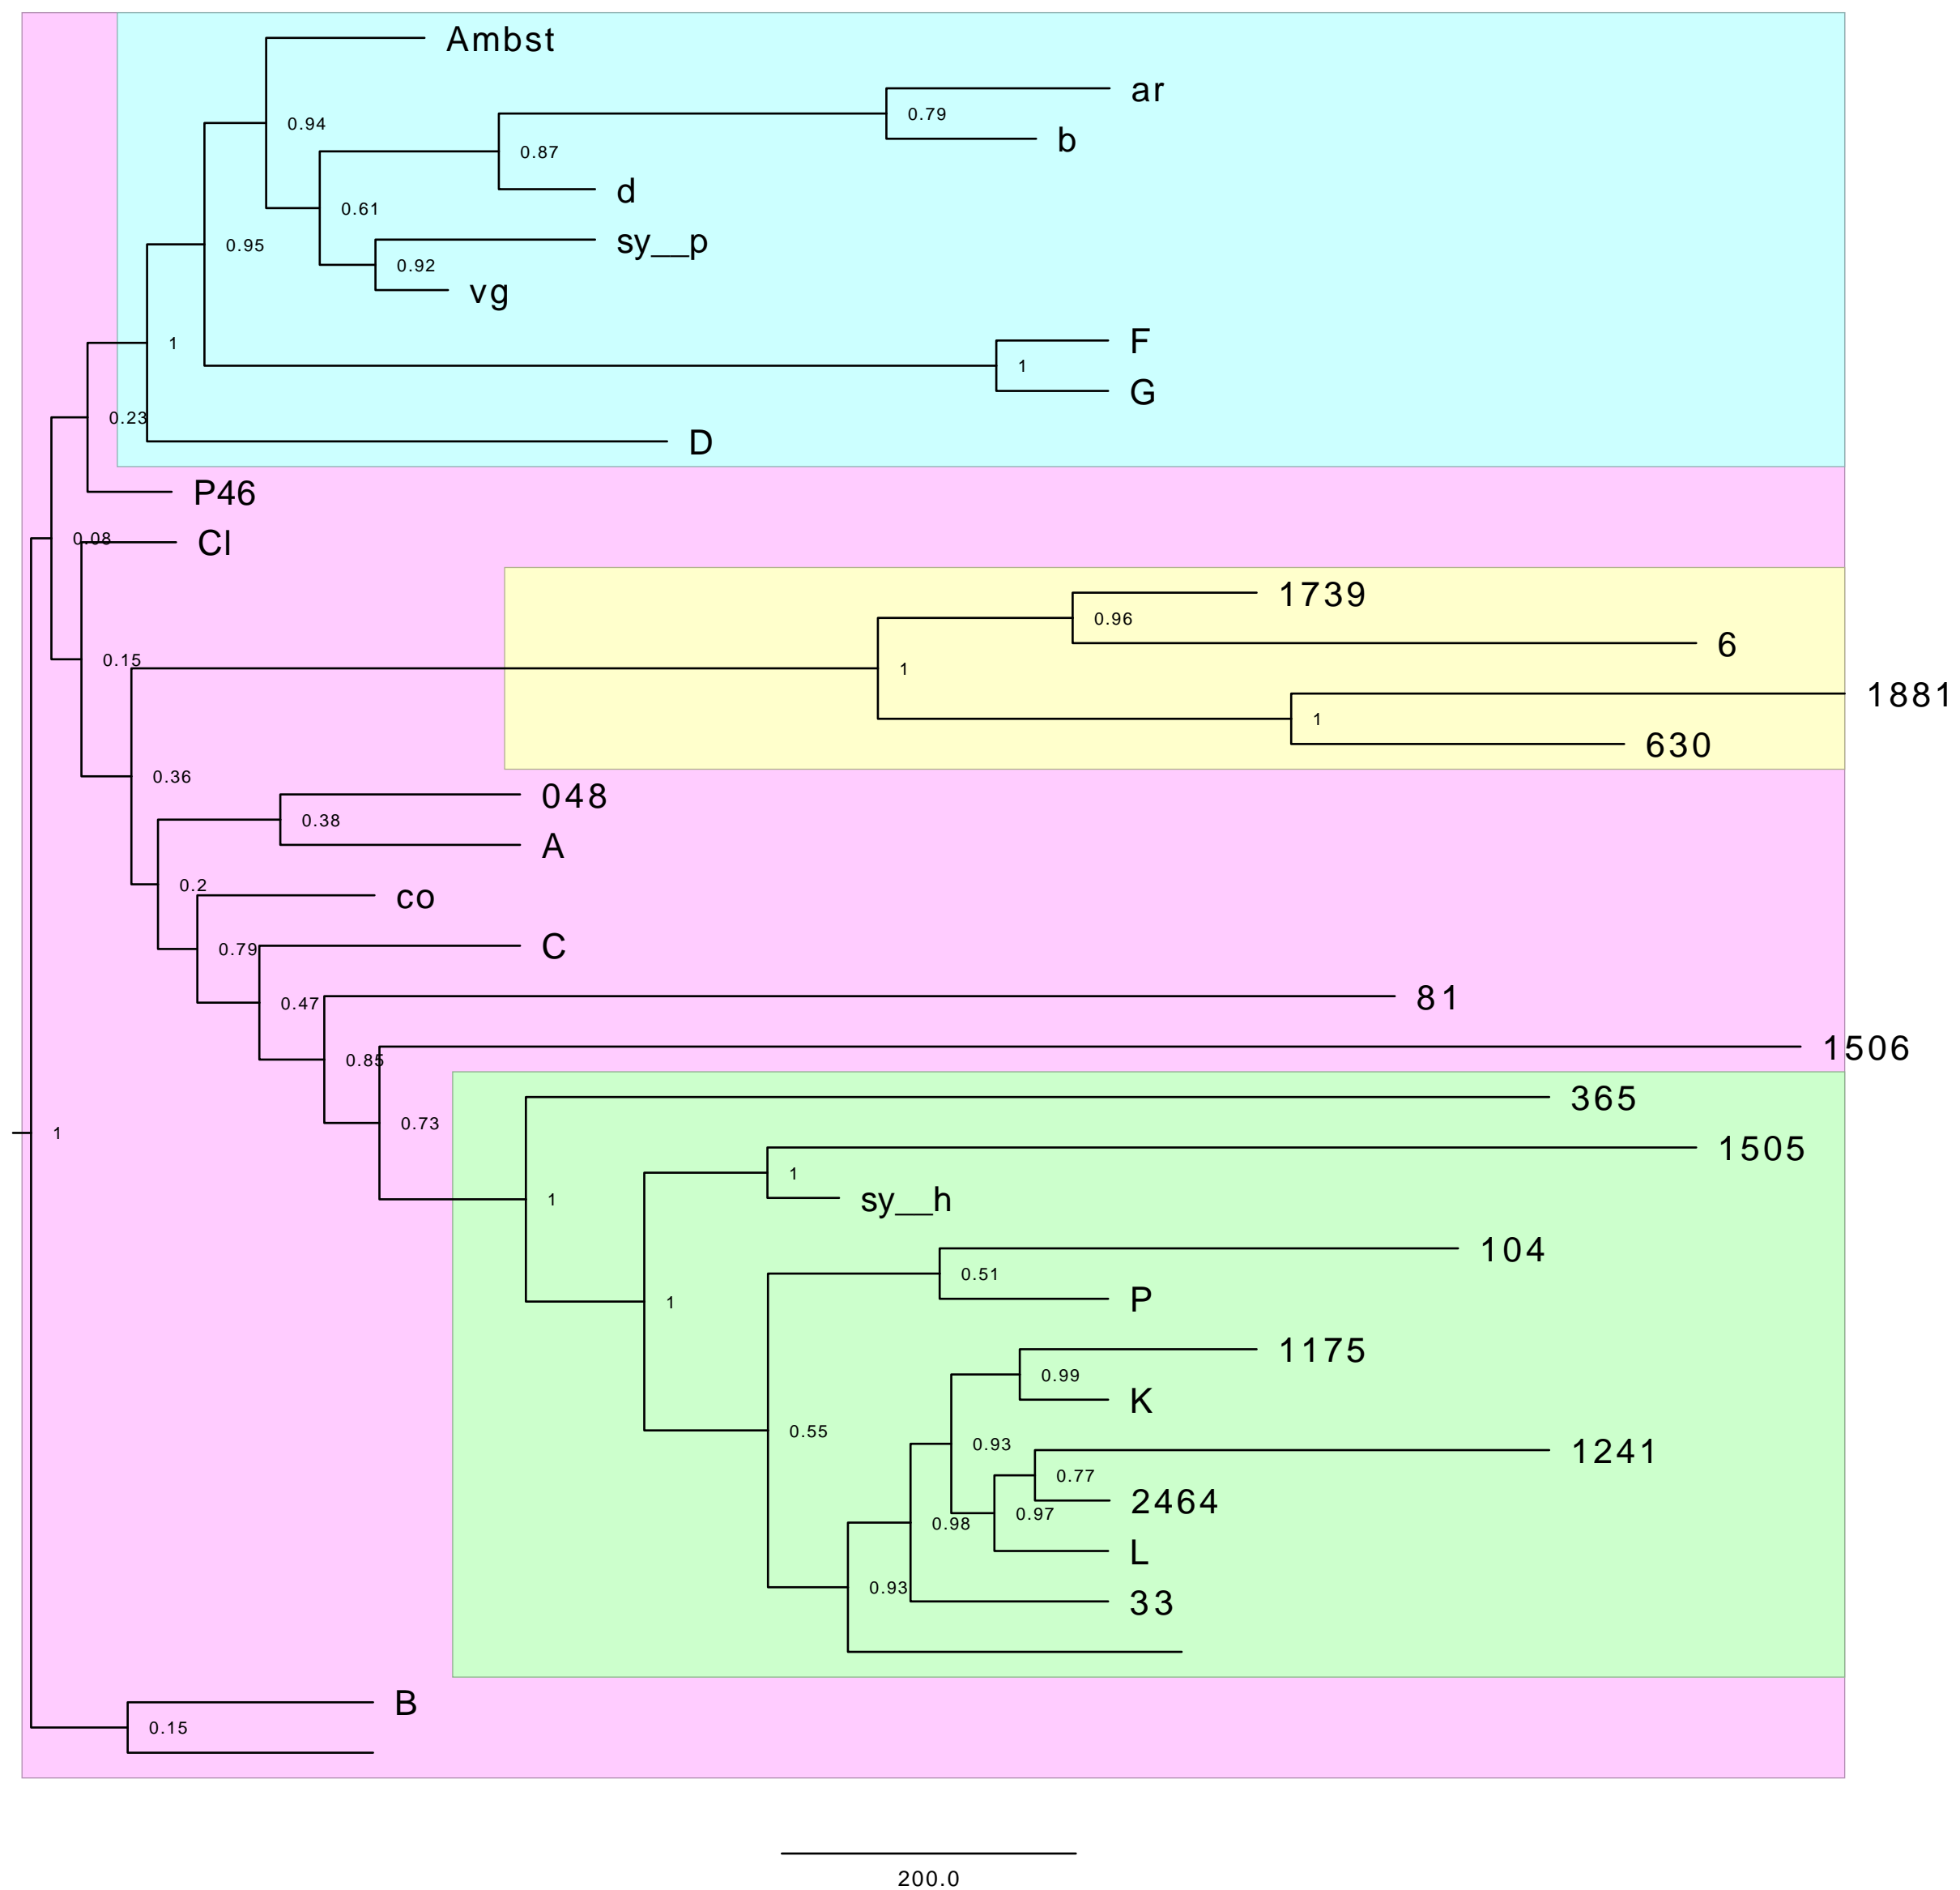 Ambst
ar
0.79
0.94
b
0.87
d
0.61
sy__p
0.95
0.92
vg
F
1
1
G
0.23
D
P46
0.08
Cl
1739
0.96
6
0.15
1
1881
1
630
0.36
048
0.38
A
0.2
co
0.79
C
0.47
81
0.85
1506
365
0.73
1
1505
1
sy__h
1
104
0.51
1
P
1175
0.99
K
0.55
0.93
1241
0.77
2464
0.97
0.98
L
0.93
33
B
0.15
200.0